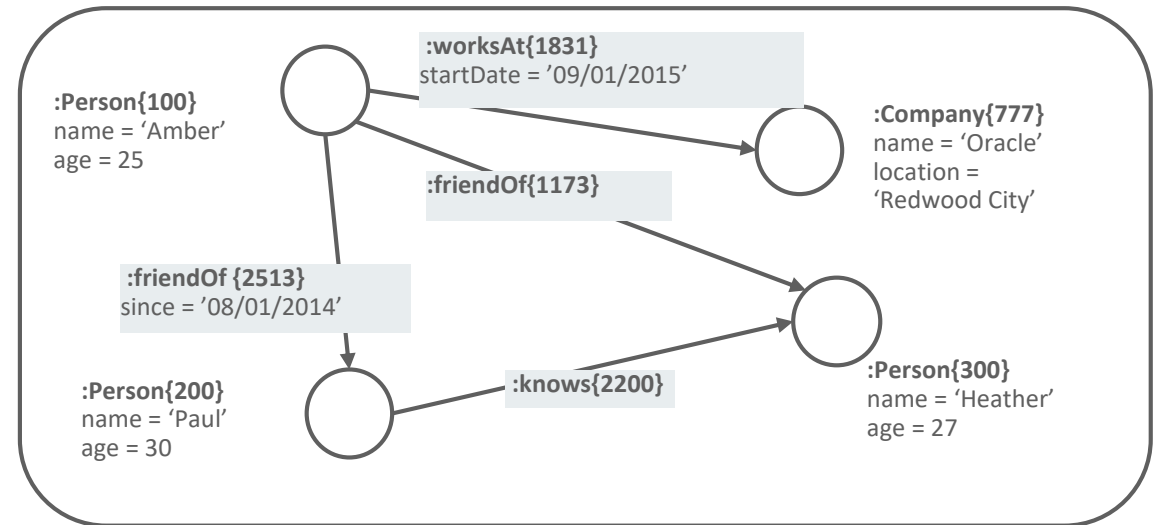 :worksAt{1831}
startDate = ’09/01/2015’
:Person{100}
name = ‘Amber’
age = 25
:Company{777}
name = ‘Oracle’
location =
‘Redwood City’
:friendOf{1173}
:friendOf {2513}
since = ’08/01/2014’
:Person{200}
name = ‘Paul’
age = 30
:knows{2200}
:Person{300}
name = ‘Heather’
age = 27